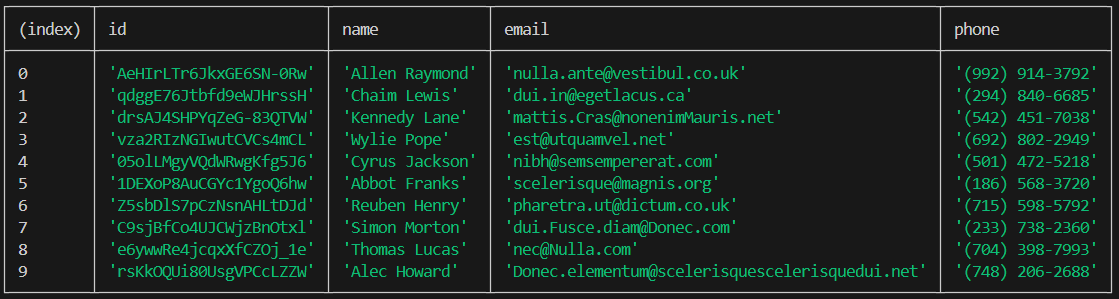 (index) id name email phone
0 'AeHIrLTr6JkxGE6SN-0Rw' 'Allen Raymond' 'nulla.ante@vestibul.co.uk' '(992) 914-3792'
1 'qdggE76Jtbfd9eWJHrssH' 'Chaim Lewis' 'dui.in@egetlacus.ca' '(294) 840-6685'
2 'drsAJ4SHPYqZeG-83QTVW' 'Kennedy Lane' 'mattis.Cras@nonenimMauris.net' '(542) 451-7038'
3 'vza2RIzNGIwutCVCs4mCL' 'Wylie Pope' 'est@utquamvel.net' '(692) 802-2949'
4 '05olLMgyVQdWRwgKfg5J6' 'Cyrus Jackson' 'nibh@semsempererat.com' '(501) 472-5218'
5 '1DEXoP8AuCGYc1YgoQ6hw' 'Abbot Franks' 'scelerisque@magnis.org' '(186) 568-3720'
6 'Z5sbDlS7pCzNsnAHLtDJd' 'Reuben Henry' 'pharetra.ut@dictum.co.uk' '(715) 598-5792'
7 'C9sjBfCo4UJCWjzBnOtxl' 'Simon Morton' 'dui.Fusce.diam@Donec.com' '(233) 738-2360'
8 'e6ywwRe4jcqxXfCZOj_1e' 'Thomas Lucas' 'nec@Nulla.com' '(704) 398-7993'
9 'rsKkOQUi80UsgVPCcLZZW' 'Alec Howard' 'Donec.elementum@scelerisquescelerisquedui.net' '(748) 206-2688'